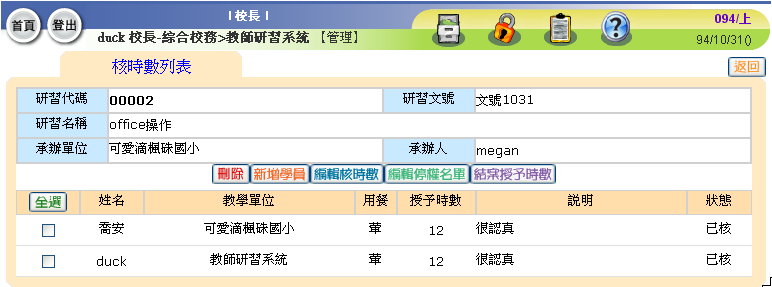 首頁 登出 | 校長 | 094/上
duck 校長-綜合校務>教師研習系統 【管理】 94/10/31()
核時數列表 返回
研習代碼 00002 研習文號 文號1031
研習名稱 office操作
承辦單位 可愛滴楓硃國小 承辦人 megan
刪除 新增學員 編輯核時數 編輯停權名單 結案授予時數
全選 姓名 教學單位 用餐 授予時數 說明 狀態
喬安 可愛滴楓硃國小 葷 12 很認真 已核
duck 教師研習系統 葷 12 很認真 已核